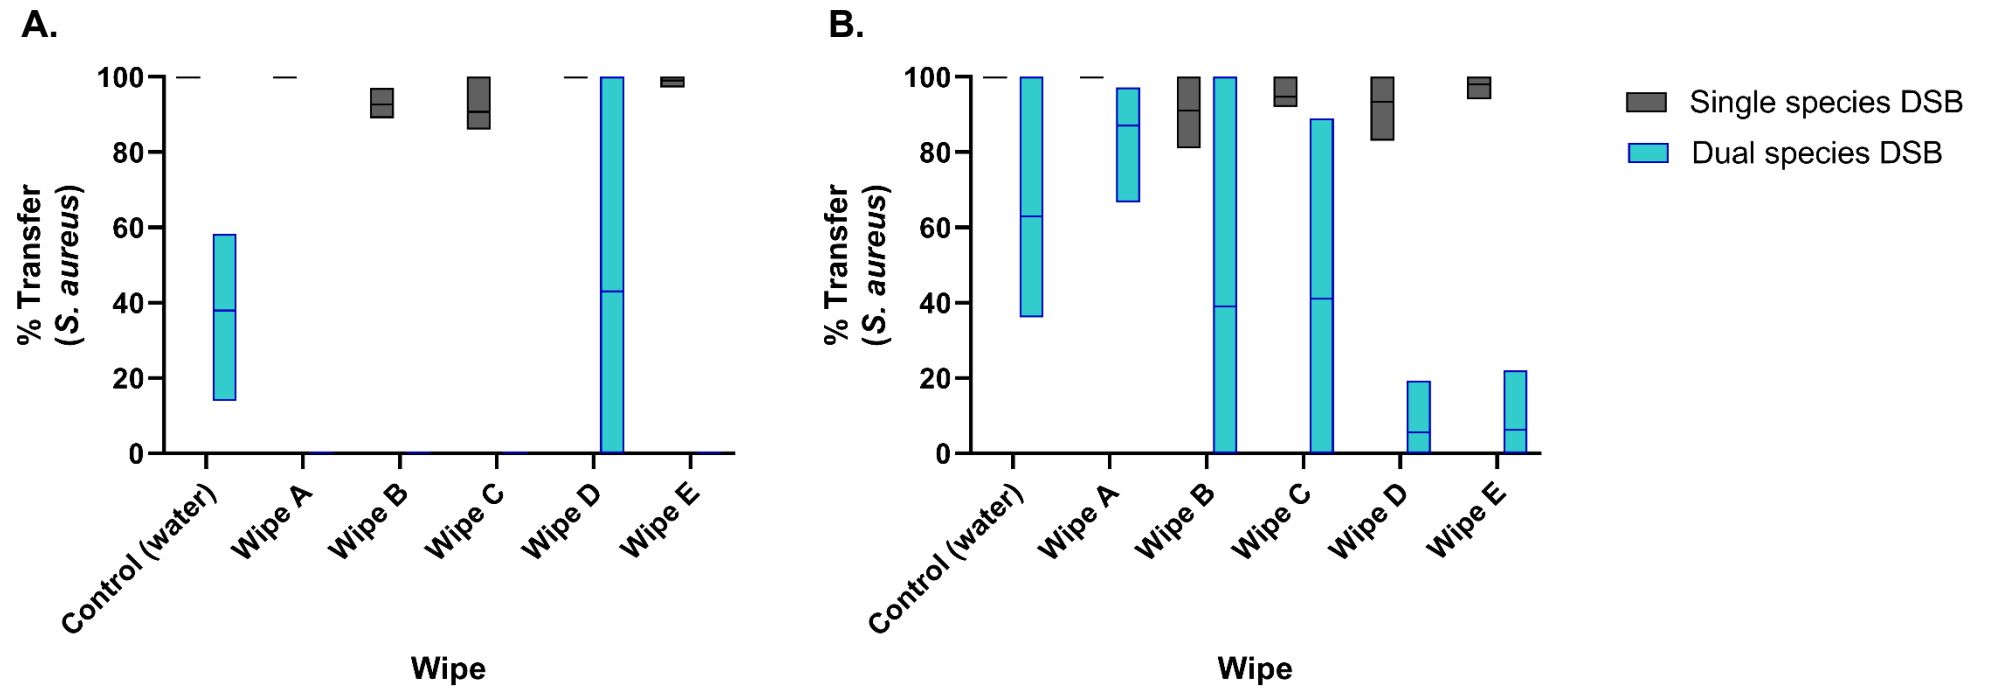 A.
% Transfer
(S. aureus)
100
80
60
40
20
0
Control (water)
Wipe A
Wipe B
Wipe C
Wipe D
Wipe E
Wipe
B.
% Transfer
(S. aureus)
100
80
60
40
20
0
Control (water)
Wipe A
Wipe B
Wipe C
Wipe D
Wipe E
Wipe
Single species DSB
Dual species DSB